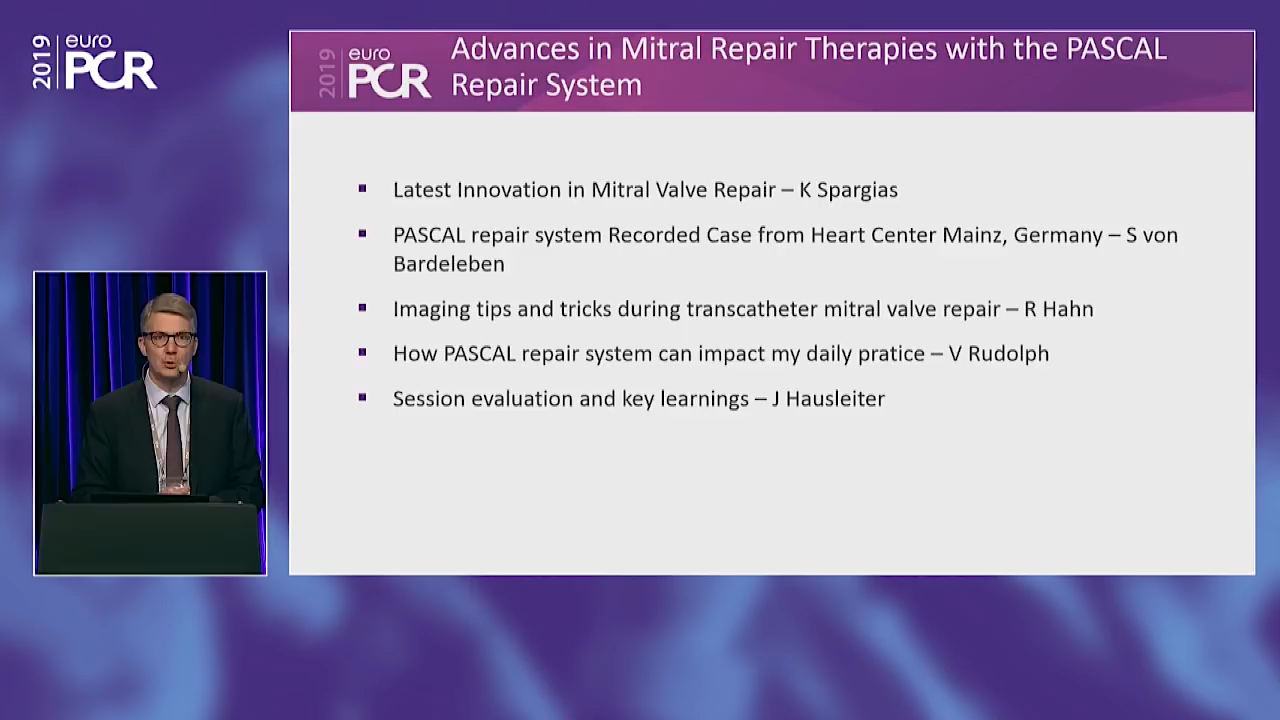 2019 euro PCR
2019 euro PCR
Advances in Mitral Repair Therapies with the PASCAL
Repair System
▪ Latest Innovation in Mitral Valve Repair – K Spargias
▪ PASCAL repair system Recorded Case from Heart Center Mainz, Germany – S von
Bardeleben
▪ Imaging tips and tricks during transcatheter mitral valve repair – R Hahn
▪ How PASCAL repair system can impact my daily pratice – V Rudolph
▪ Session evaluation and key learnings – J Hausleiter